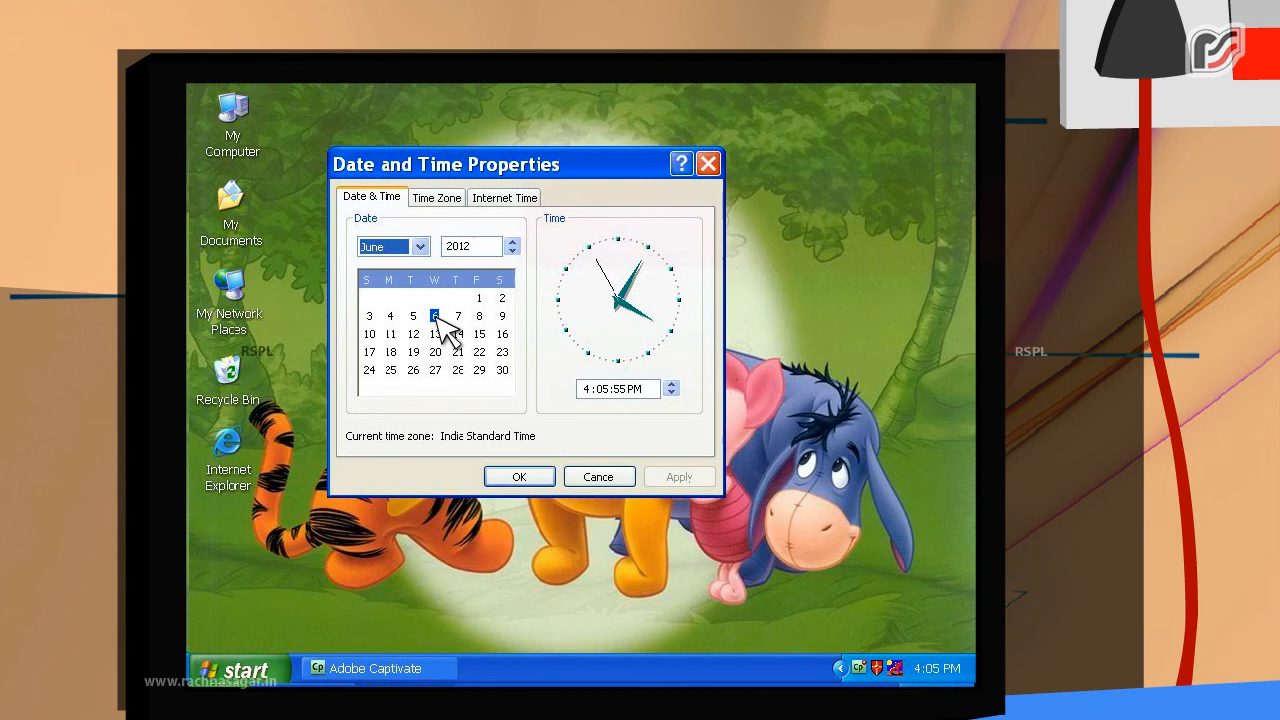 My
Computer
My
Documents
My Network
Places
Recycle Bin
Internet
Explorer
Date and Time Properties
?
Date & Time
Time Zone
Internet Time
Date
Time
June
2012
S M T W T F S
1 2
3 4 5 6 7 8 9
10 11 12 13 14 15 16
17 18 19 20 21 22 23
24 25 26 27 28 29 30
4:05:55 PM
Current time zone: India Standard Time
OK
Cance
Apply
RSPL
RSPL
start
Cp
Adobe Captivate
Cp
4:05 PM
www.rachnasagar.in